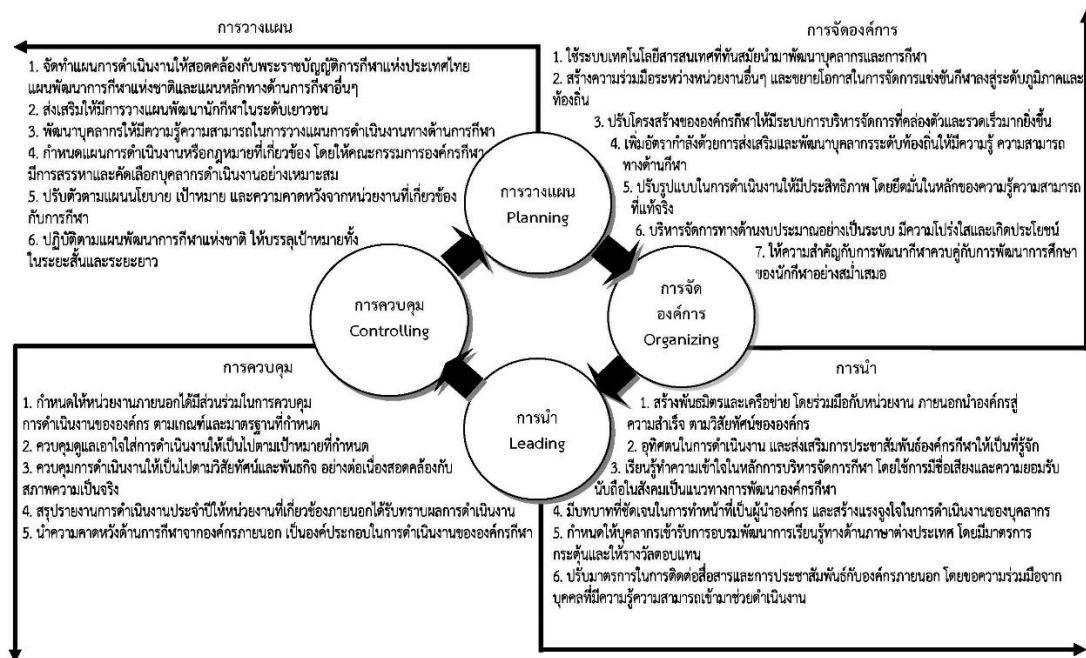 การวางแผน
1. จัดทำแผนการดำเนินงานให้สอดคล้องกับพระราชบัญญัติการกีฬาแห่งประเทศไทย
แผนพัฒนาการกีฬาแห่งชาติและแผนหลักทางด้านการกีฬาอื่นๆ
2. ส่งเสริมให้มีการวางแผนพัฒนานักกีฬาในระดับเยาวชน
3. พัฒนาบุคลากรให้มีความรู้ความสามารถในการวางแผนการดำเนินงานทางด้านการกีฬา
4. กำหนดแผนการดำเนินงานหรือกฎหมายที่เกี่ยวข้อง โดยให้คณะกรรมการองค์กรกีฬา
มีการสรรหาและคัดเลือกบุคลากรดำเนินงานอย่างเหมาะสม
5. ปรับตัวตามแผนนโยบาย เป้าหมาย และความคาดหวังจากหน่วยงานที่เกี่ยวข้อง
กับการกีฬา
6. ปฏิบัติตามแผนพัฒนาการกีฬาแห่งชาติ ให้บรรลุเป้าหมายทั้ง
ในระยะสั้นและระยะยาว
การจัดองค์การ
1. ใช้ระบบเทคโนโลยีสารสนเทศที่ทันสมัยนำมาพัฒนาบุคลากรและการกีฬา
2. สร้างความร่วมมือระหว่างหน่วยงานอื่นๆ และขยายโอกาสในการจัดการแข่งขันกีฬาลงสู่ระดับภูมิภาคและ
ท้องถิ่น
3. ปรับโครงสร้างขององค์กรกีฬาให้มีระบบการบริหารจัดการที่คล่องตัวและรวดเร็วมากยิ่งขึ้น
4. เพิ่มอัตรากำลังด้วยการส่งเสริมและพัฒนาบุคลากรระดับท้องถิ่นให้มีความรู้ ความสามารถ
ทางด้านกีฬา
5. ปรับรูปแบบในการดำเนินงานให้มีประสิทธิภาพ โดยยึดมั่นในหลักของความรู้ความสามารถ
ที่แท้จริง
6. บริหารจัดการทางด้านงบประมาณอย่างเป็นระบบ มีความโปร่งใสและเกิดประโยชน์
7. ให้ความสำคัญกับการพัฒนากีฬาควบคู่กับการพัฒนาการศึกษา
ของนักกีฬาอย่างสม่ำเสมอ
การวางแผน
Planning
การควบคุม
Controlling
การจัด
องค์การ
Organizing
การนำ
Leading
การควบคุม
1. กำหนดให้หน่วยงานภายนอกได้มีส่วนร่วมในการควบคุม
การดำเนินงานขององค์กร ตามเกณฑ์และมาตรฐานที่กำหนด
2. ควบคุมดูแลเอาใจใส่การดำเนินงานให้เป็นไปตามเป้าหมายที่กำหนด
3. ควบคุมการดำเนินงานให้เป็นไปตามวิสัยทัศน์และพันธกิจ อย่างต่อเนื่องสอดคล้องกับ
สภาพความเป็นจริง
4. สรุปรายงานการดำเนินงานประจำปีให้หน่วยงานที่เกี่ยวข้องภายนอกได้รับทราบผลการดำเนินงาน
5. นำความคาดหวังด้านการกีฬาจากองค์กรภายนอก เป็นองค์ประกอบในการดำเนินงานขององค์กรกีฬา
การนำ
1. สร้างพันธมิตรและเครือข่าย โดยร่วมมือกับหน่วยงาน ภายนอกนำองค์กรสู่
ความสำเร็จ ตามวิสัยทัศน์ขององค์กร
2. อุทิศตนในการดำเนินงาน และส่งเสริมการประชาสัมพันธ์องค์กรกีฬาให้เป็นที่รู้จัก
3. เรียนรู้ทำความเข้าใจในหลักการบริหารจัดการกีฬา โดยใช้การมีชื่อเสียงและความยอมรับ
นับถือในสังคมเป็นแนวทางการพัฒนาองค์กรกีฬา
4. มีบทบาทที่ชัดเจนในการทำหน้าที่เป็นผู้นำองค์กร และสร้างแรงจูงใจในการดำเนินงานของบุคลากร
5. กำหนดให้บุคลากรเข้ารับการอบรมพัฒนาการเรียนรู้ทางด้านภาษาต่างประเทศ โดยมีมาตรการ
กระตุ้นและให้รางวัลตอบแทน
6. ปรับมาตรการในการติดต่อสื่อสารและการประชาสัมพันธ์กับองค์กรภายนอก โดยขอความร่วมมือจาก
บุคคลที่มีความรู้ความสามารถเข้ามาช่วยดำเนินงาน